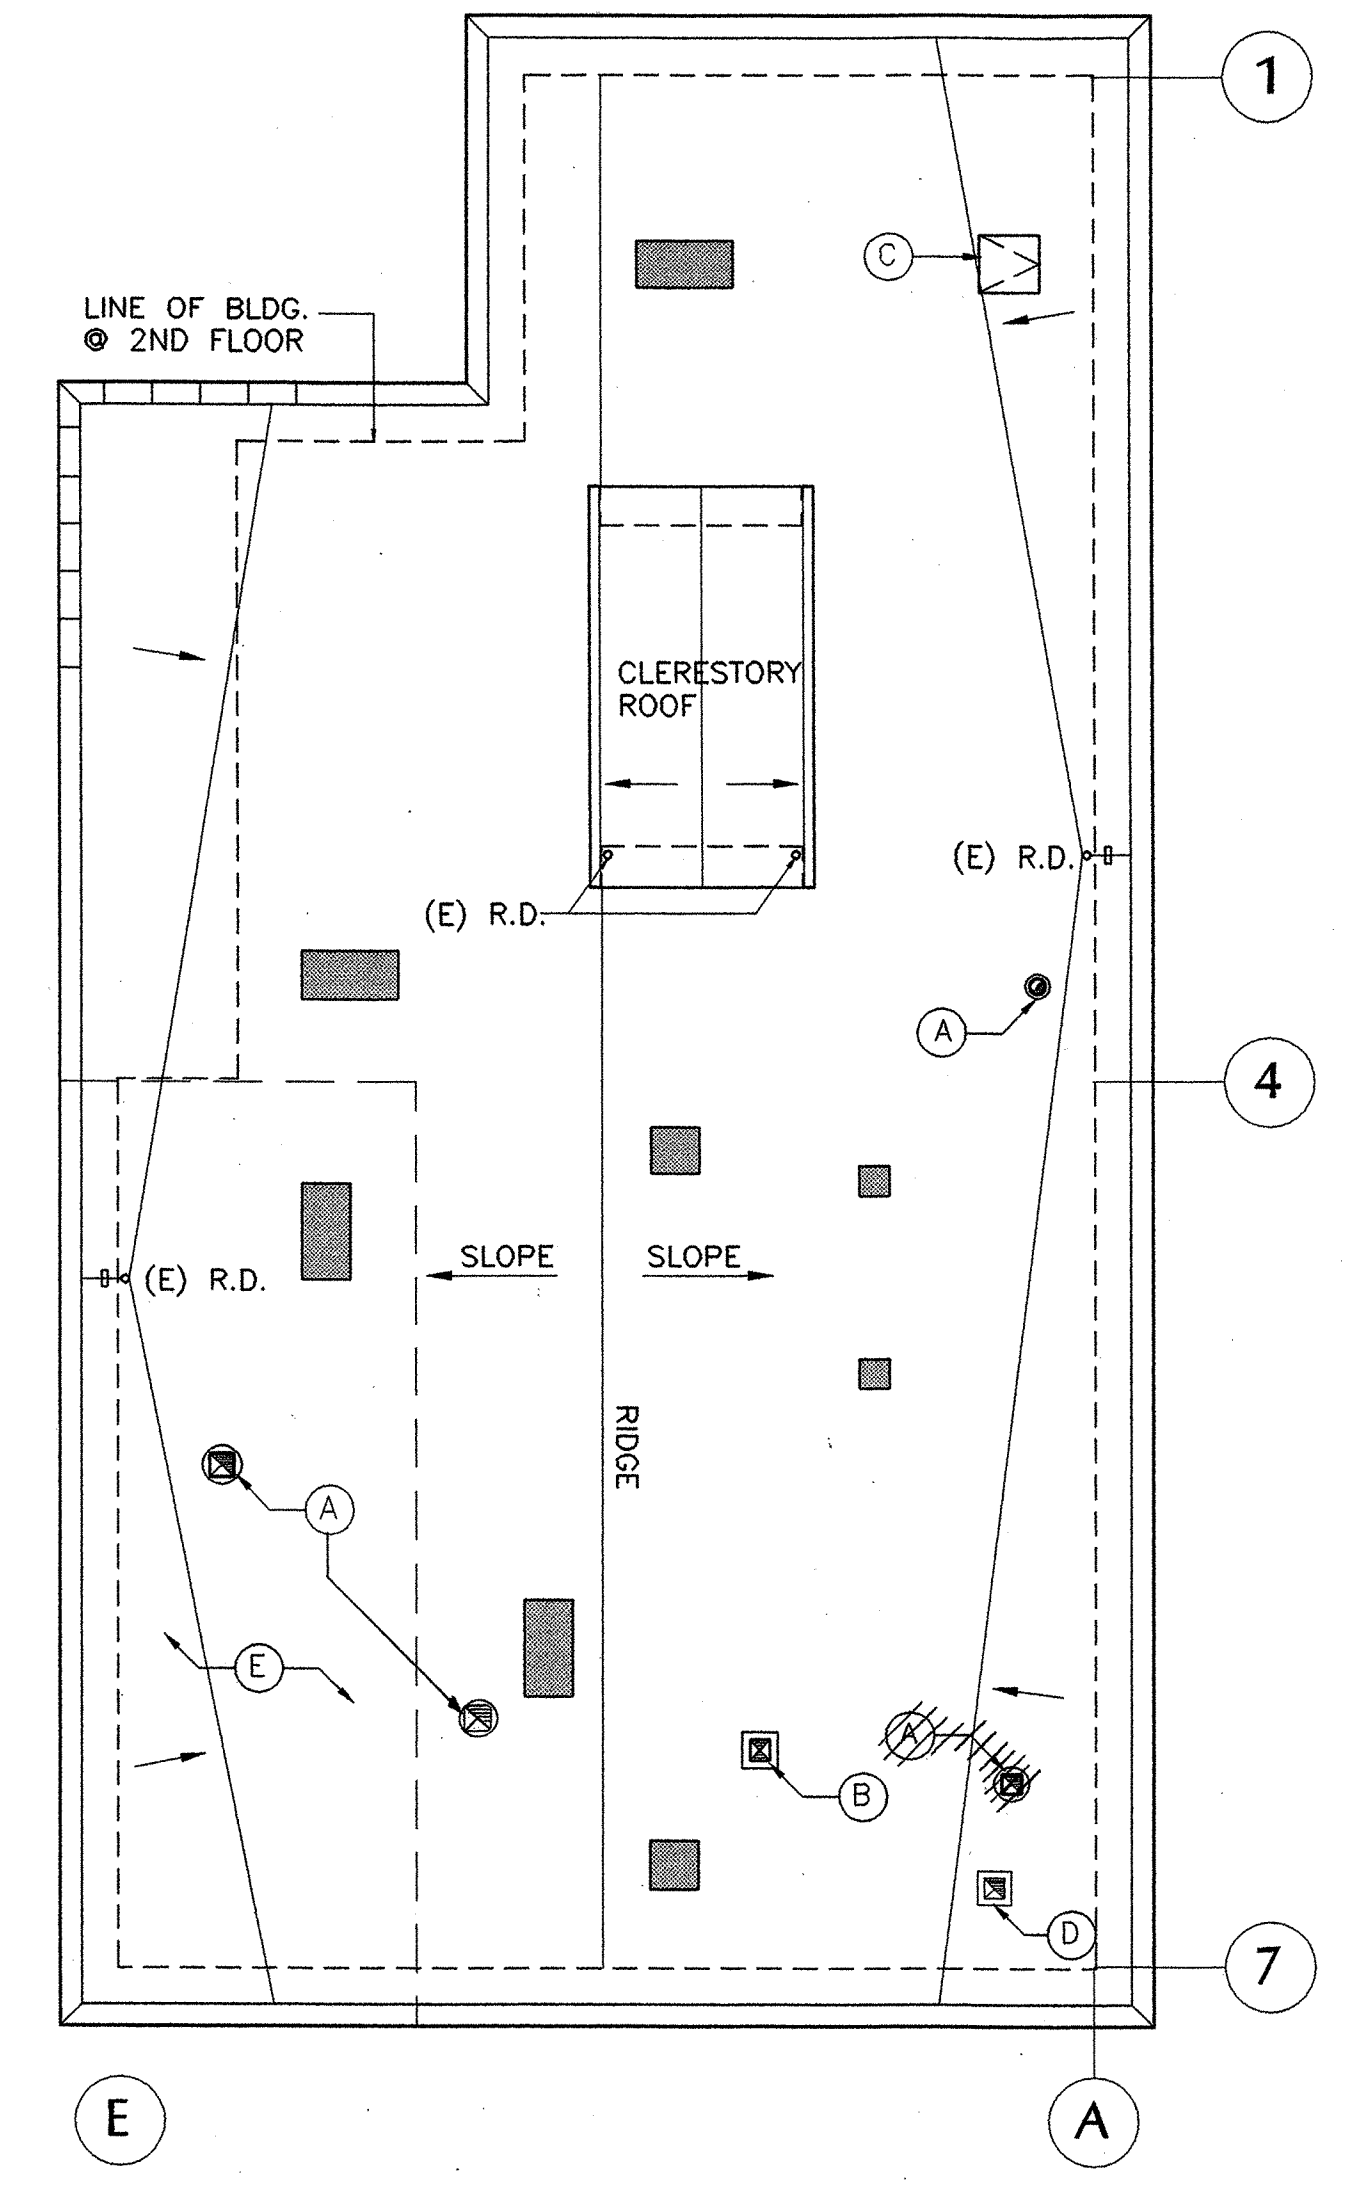 1
C
LINE OF BLDG.
@ 2ND FLOOR
CLERESTORY
ROOF
(E) R.D.
(E) R.D.
A
4
SLOPE
SLOPE
(E) R.D.
RIDGE
A
E
A
B
D
7
E
A